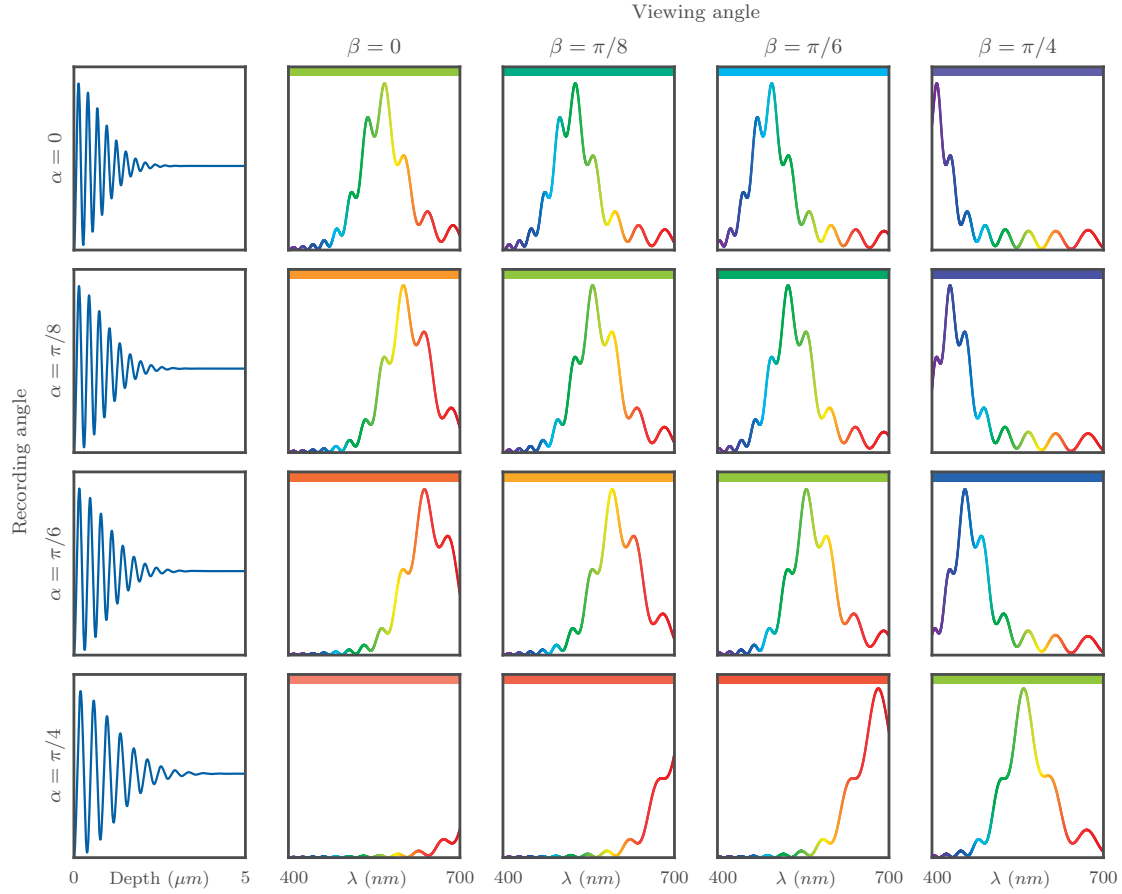 Viewing angle
β = 0
β = π/8
β = π/6
β = π/4
Recording angle
α = 0
α = π/8
α = π/6
α = π/4
0 Depth (μm) 5
400 λ (nm) 700
400 λ (nm) 700
400 λ (nm) 700
400 λ (nm) 700